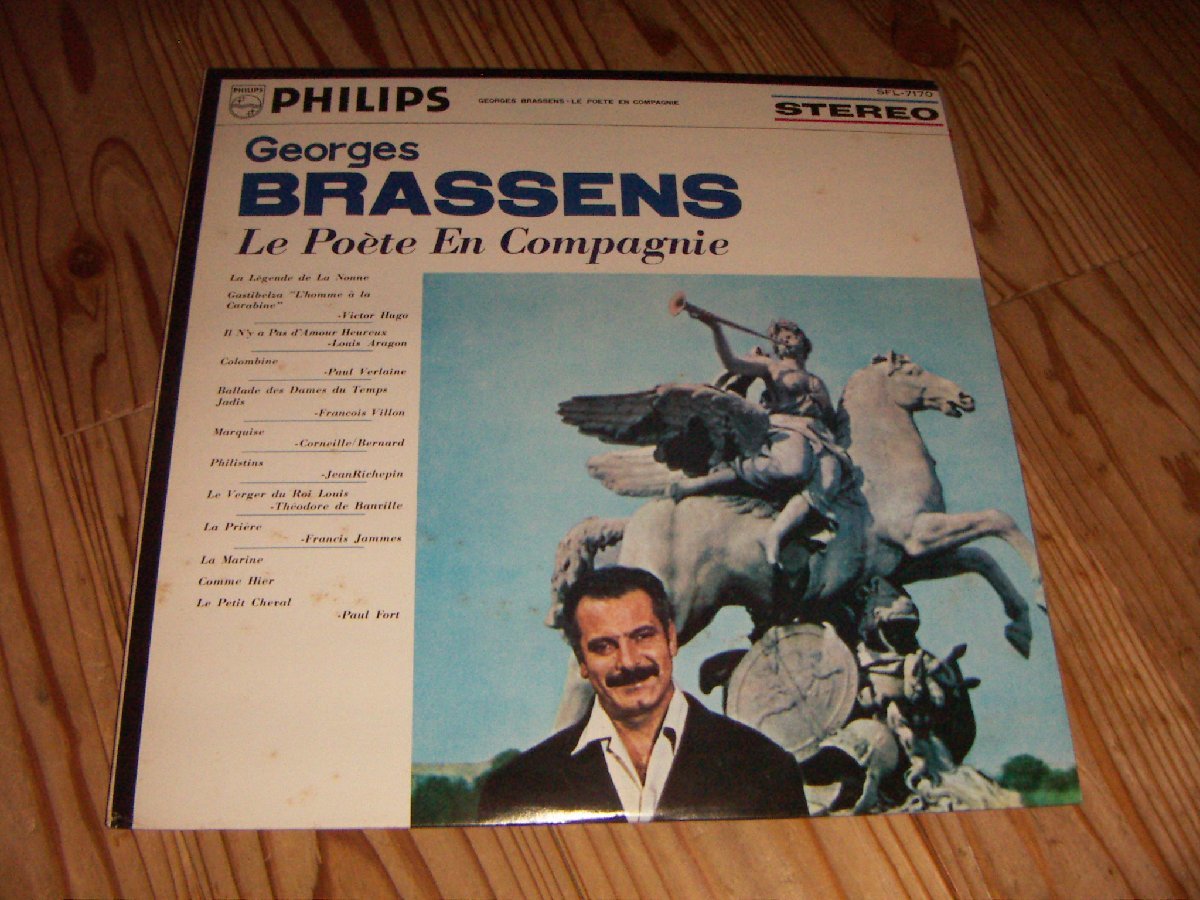 PHILIPS
PHILIPS
GEORGES BRASSENS · LE POETE EN COMPAGNIE
SFL-7170
STEREO
Georges
BRASSENS
Le Poète En Compagnie
La Légende de La Nonne
Gastibelza "L'homme à la
Carabine"
-Victor Hugo
Il N'y a Pas d'Amour Heureux
-Louis Aragon
Colombine
-Paul Verlaine
Ballade des Dames du Temps
Jadis
-Francois Villon
Marquise
-Corneille/Bernard
Philistins
-JeanRichepin
Le Verger du Roi Louis
-Théodore de Banville
La Prière
-Francis Jammes
La Marine
Comme Hier
Le Petit Cheval
-Paul Fort